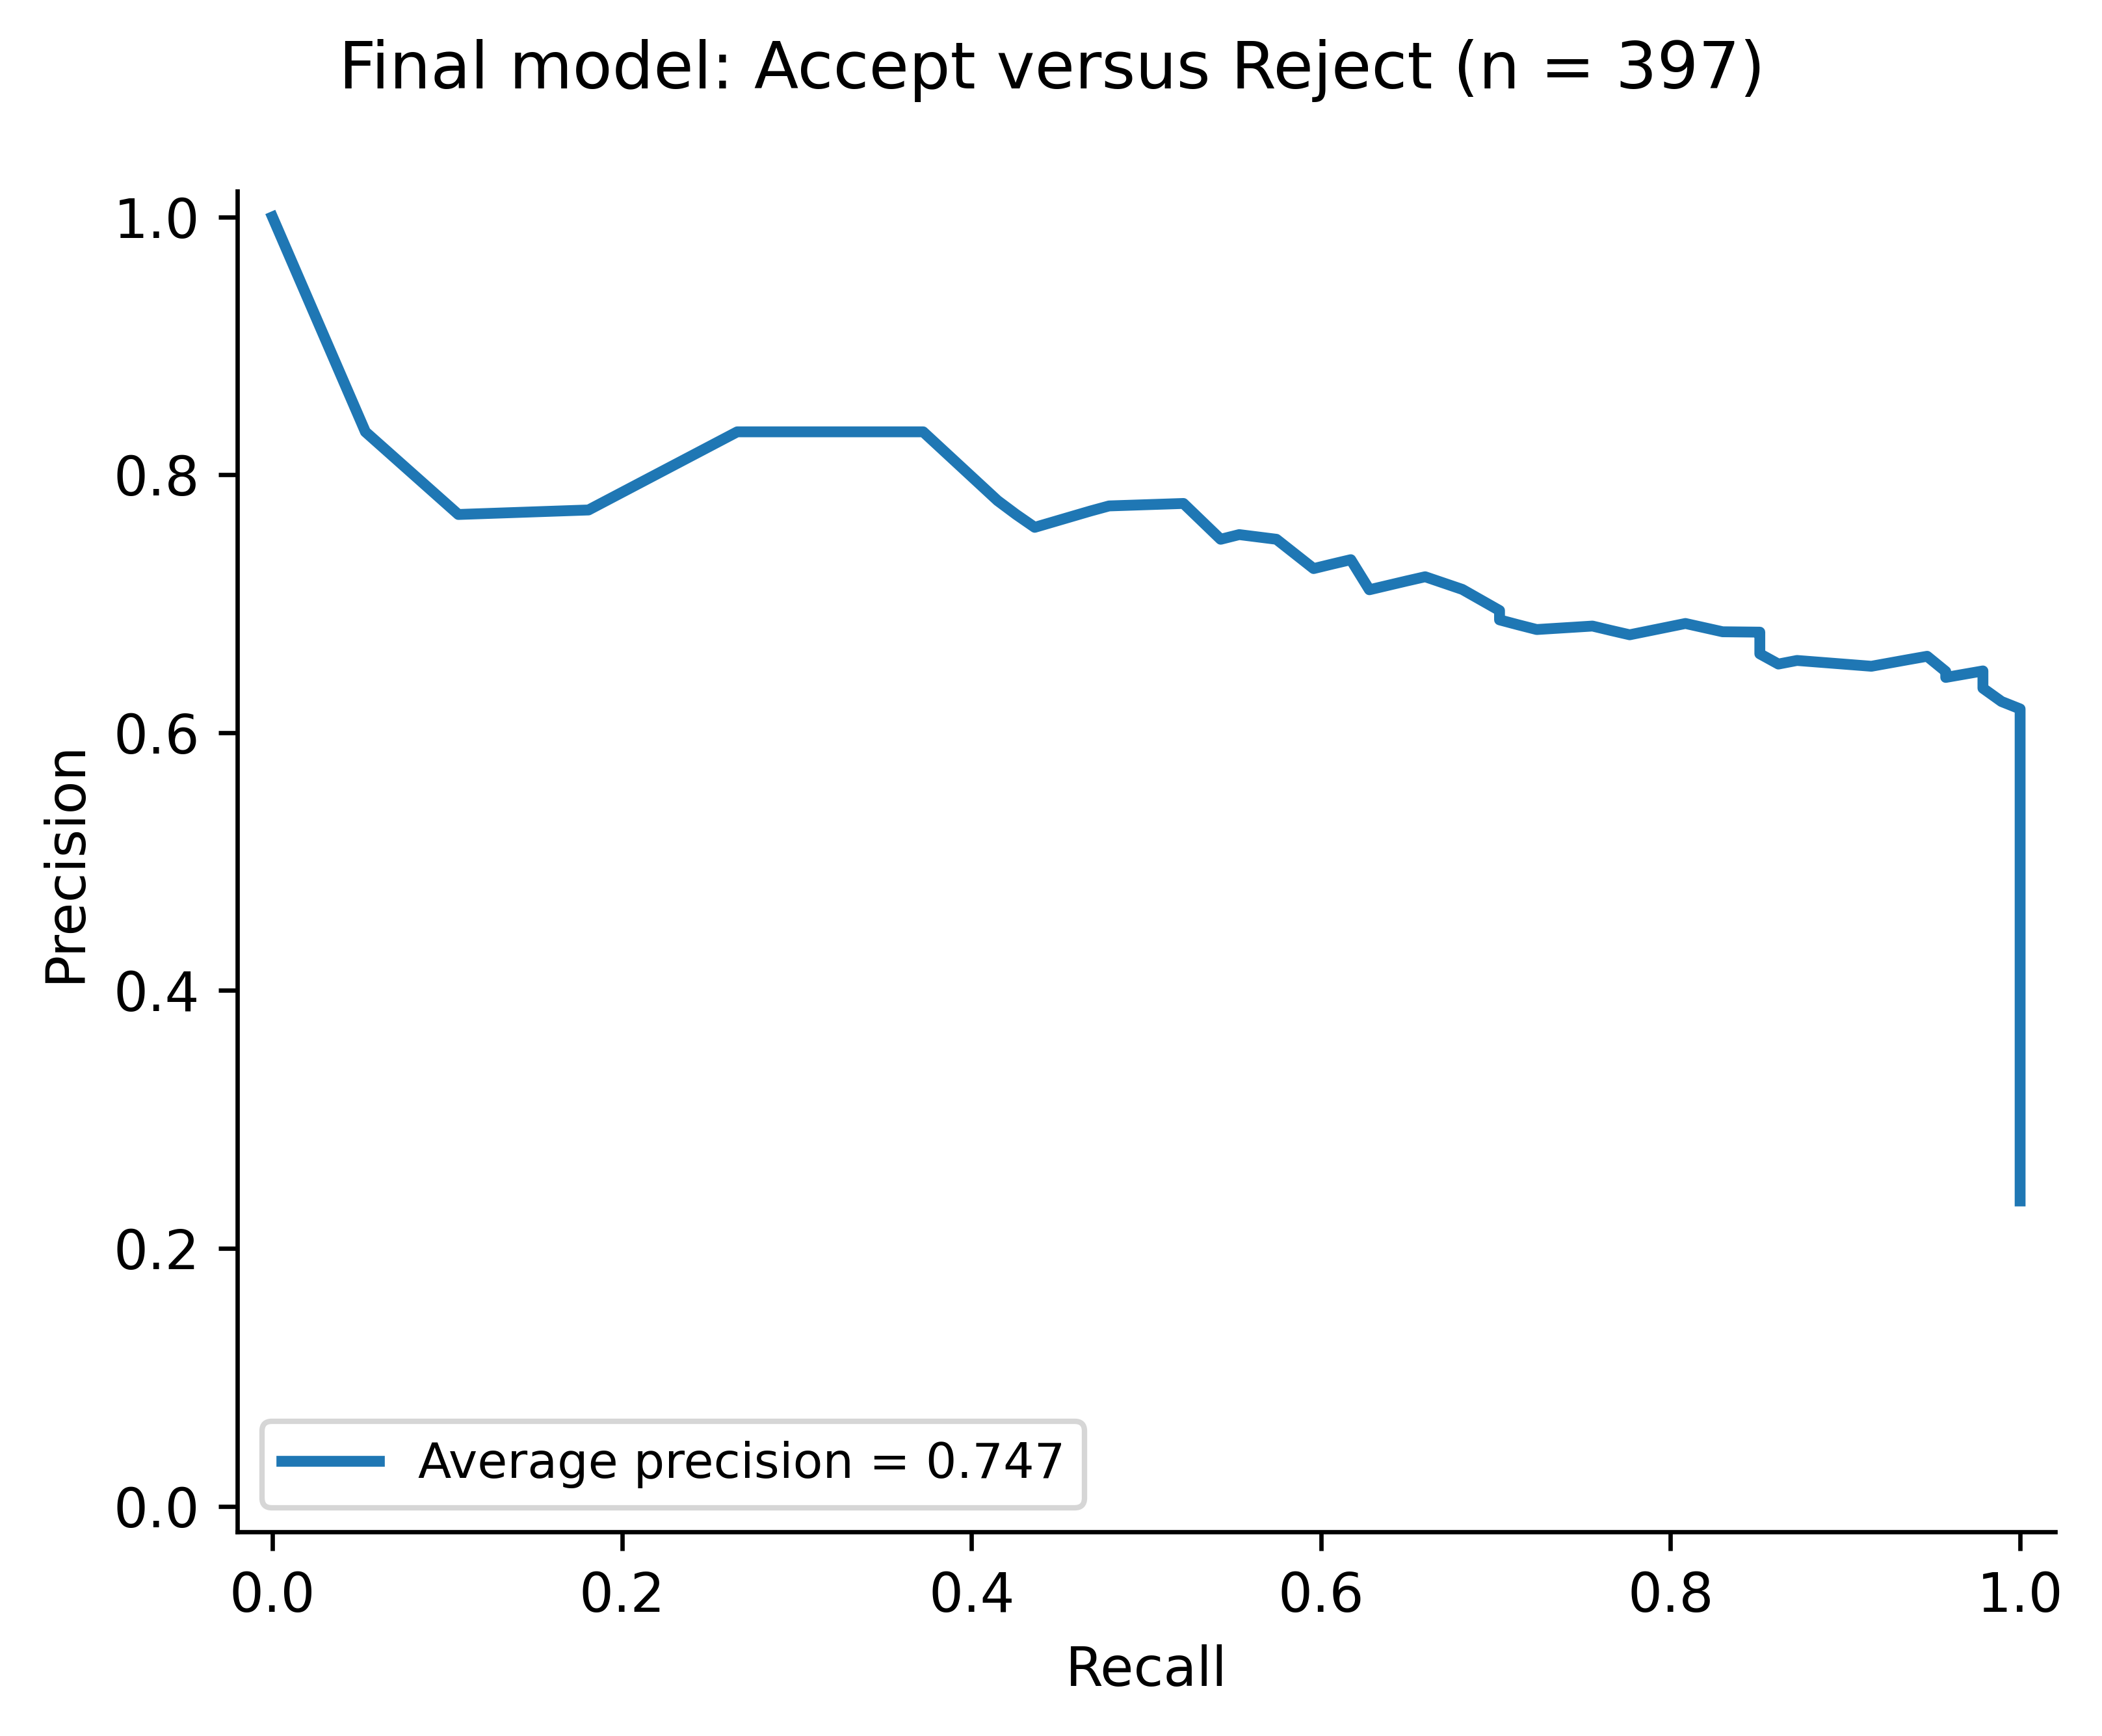 Final model: Accept versus Reject (n = 397)
1.0
0.8
0.6
0.4
0.2
0.0
Precision
Average precision = 0.747
0.0 0.2 0.4 0.6 0.8 1.0
Recall